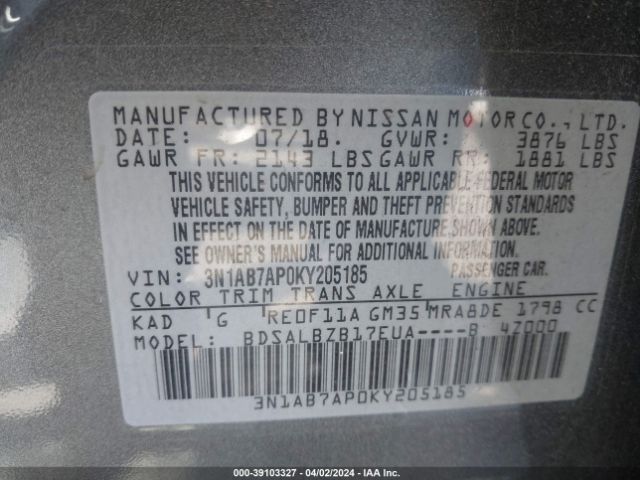 MANUFACTURED BY NISSAN MOTOR CO., LTD.
DATE: 07/18. GVWR: 3876 LBS
GAWR FR: 2143 LBS GAWR RR: 1881 LBS
THIS VEHICLE CONFORMS TO ALL APPLICABLE FEDERAL MOTOR
VEHICLE SAFETY, BUMPER AND THEFT PREVENTION STANDARDS
IN EFFECT ON THE DATE OF MANUFACTURE SHOWN ABOVE.
SEE OWNER'S MANUAL FOR ADDITIONAL INFORMATION.
VIN: 3N1AB7AP0KY205185 PASSENGER CAR.
COLOR TRIM TRANS AXLE ENGINE
KAD G RE0F11A GM35 MRA8DE 1798 CC
MODEL: BDSALBZB17EUA----B 4Z000
3N1AB7AP0KY205185
000-39103327 - 04/02/2024 - IAA Inc.